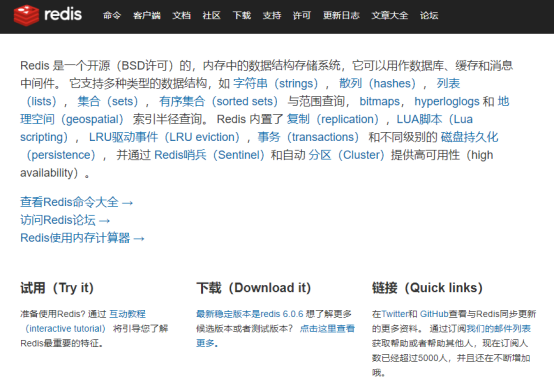 redis 命令 客户端 文档 社区 下载 支持 许可 更新日志 文章大全 论坛
Redis 是一个开源（BSD许可）的，内存中的数据结构存储系统，它可以用作数据库、缓存和消息
中间件。 它支持多种类型的数据结构，如 字符串（strings）， 散列（hashes）， 列表
（lists）， 集合（sets）， 有序集合（sorted sets） 与范围查询， bitmaps， hyperloglogs 和 地
理空间（geospatial） 索引半径查询。 Redis 内置了 复制（replication），LUA脚本（Lua
scripting）， LRU驱动事件（LRU eviction），事务（transactions） 和不同级别的 磁盘持久化
（persistence）， 并通过 Redis哨兵（Sentinel）和自动 分区（Cluster）提供高可用性（high
availability）。
查看Redis命令大全 →
访问Redis论坛 →
Redis使用内存计算器 →
试用（Try it）
准备使用Redis? 通过 互动教程
（interactive tutorial） 将引导您了解
Redis最重要的特征。
下载（Download it）
最新稳定版本是redis 6.0.6 想了解更多
候选版本或者测试版本？ 点击这里查看
更多。
链接（Quick links）
在Twitter和 GitHub查看与Redis同步更新
的更多资料。 通过订阅我们的邮件列表
获取帮助或者帮助其他人，现在订阅人
数已经超过5000人，并且还在不断增加
哦。